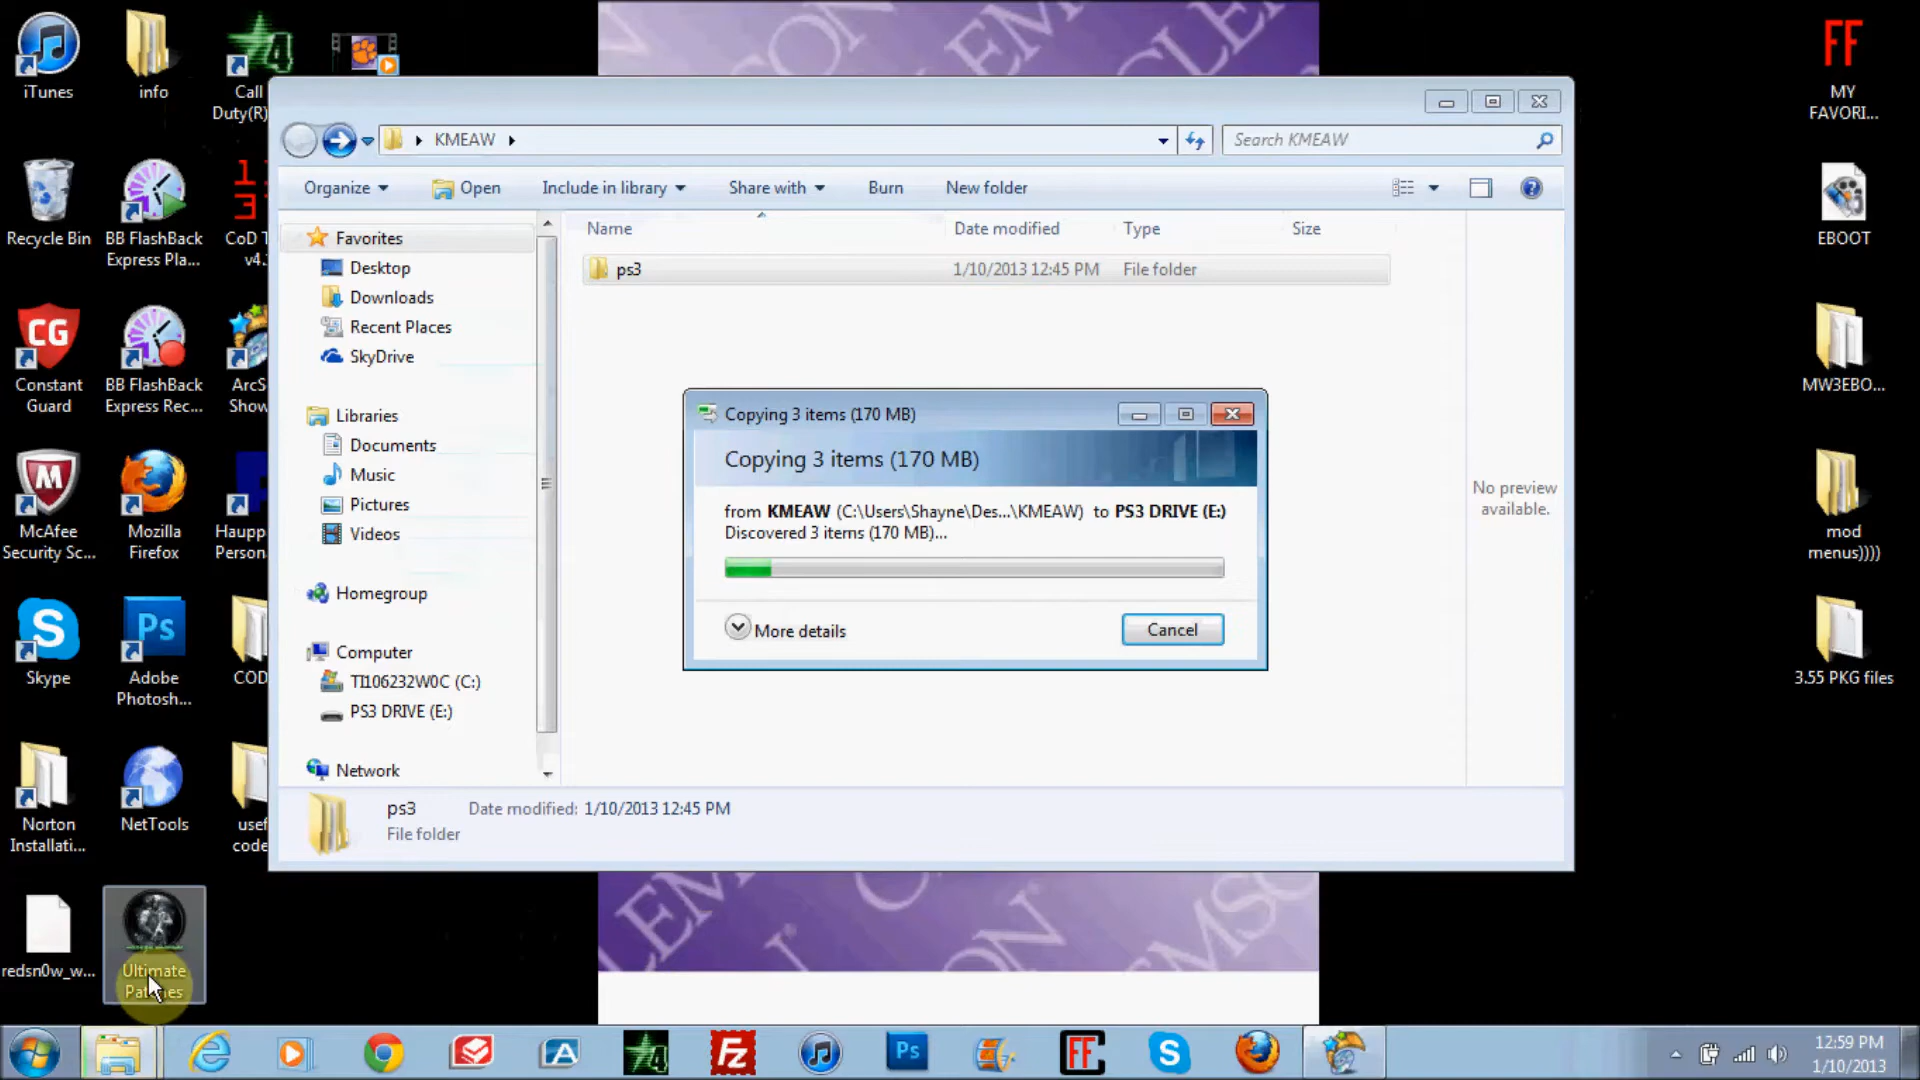 iTunes
info
Call
Duty(R)
MY
FAVORI...
KMEAW
Search KMEAW
Organize
Open
Include in library
Share with
Burn
New folder
Recycle Bin
BB FlashBack
Express Pla...
CoD T
v4.
EBOOT
Name
Date modified
Type
Size
ps3
1/10/2013 12:45 PM
File folder
Favorites
Desktop
Downloads
Recent Places
SkyDrive
Libraries
Documents
Music
Pictures
Videos
Homegroup
Computer
TI106232W0C (C:)
PS3 DRIVE (E:)
Network
No preview
available.
Copying 3 items (170 MB)
Copying 3 items (170 MB)
from KMEAW (C:\Users\Shayne\Des...\KMEAW) to PS3 DRIVE (E:)
Discovered 3 items (170 MB)...
More details
Cancel
CG
Constant
Guard
BB FlashBack
Express Rec...
ArcS
Show
MW3EBO...
McAfee
Security Sc...
Mozilla
Firefox
Haupp
Person
mod
menus))))
Skype
Ps
Adobe
Photosh...
COD
3.55 PKG files
Norton
Installati...
NetTools
usef
code
ps3
Date modified: 1/10/2013 12:45 PM
File folder
redsn0w_w...
Ultimate
Patches
FF
Fz
Ps
FF
12:59 PM
1/10/2013